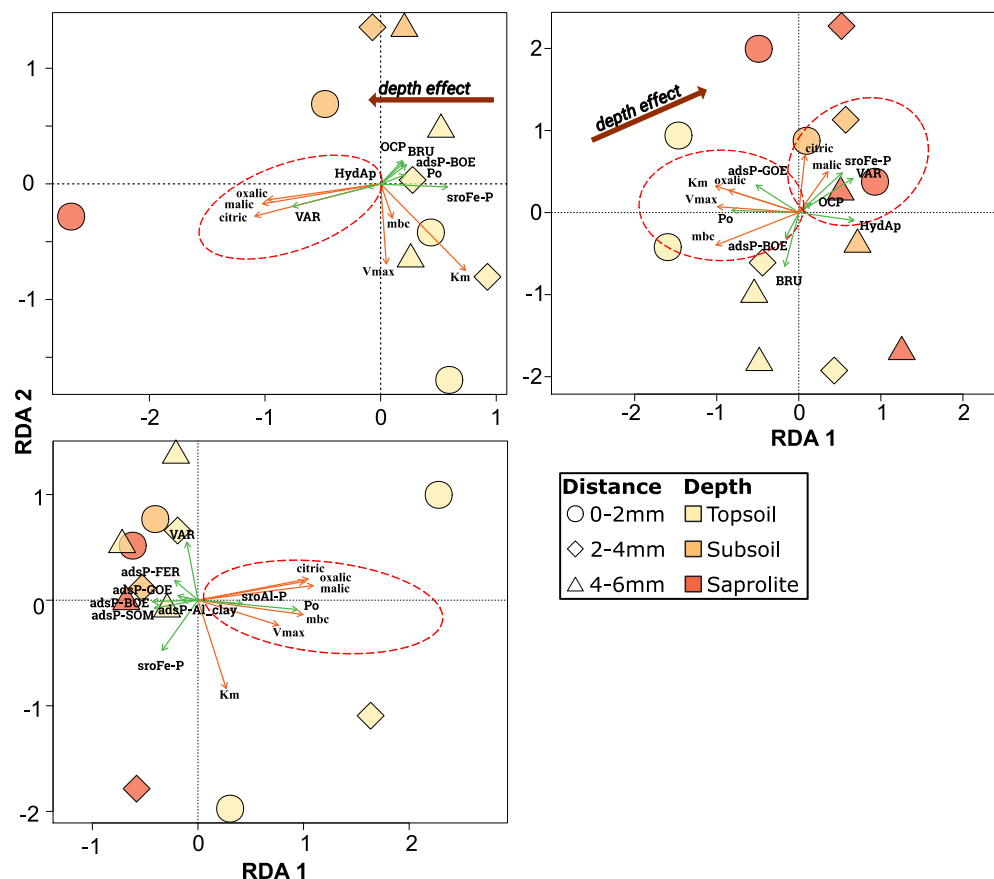 1
0
-1
-2
-1
0
1
depth effect
OCP
BRU
adsP-BOE
HydAp
Po
sroFe-P
oxalic
malic
citric
VAR
mbc
Vmax
Km
RDA 2
2
1
0
-1
-2
-2
-1
0
1
2
RDA 1
depth effect
citric
malic
sroFe-P
VAR
adsP-GOE
Km
oxalic
Vmax
OCP
Po
HydAp
mbc
adsP-BOE
BRU
1
0
-1
-2
-1
0
1
2
RDA 1
VAR
adsP-FER
adsP-GOE
adsP-BOE
adsP-SOM
adsP-Al_clay
sroFe-P
citric
oxalic
malic
sroAl-P
Po
mbc
Vmax
Km
Distance Depth
0-2mm Topsoil
2-4mm Subsoil
4-6mm Saprolite